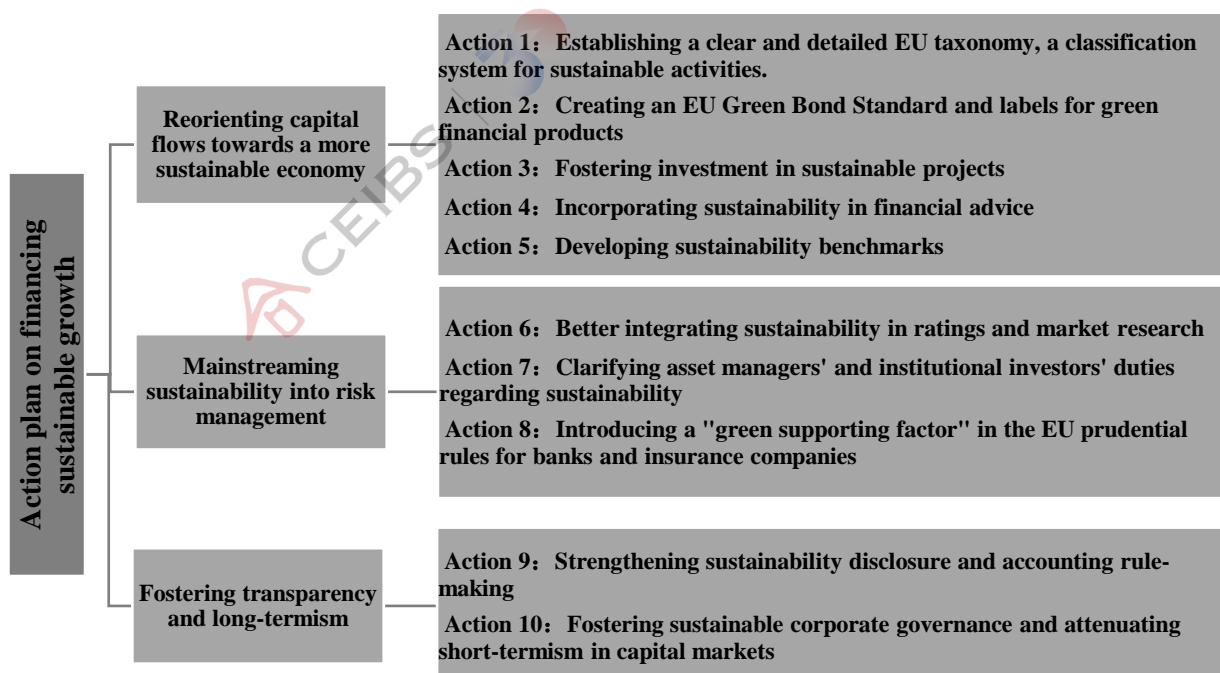 Action plan on financing
sustainable growth
Reorienting capital
flows towards a more
sustainable economy
Action 1：Establishing a clear and detailed EU taxonomy, a classification
system for sustainable activities.
Action 2：Creating an EU Green Bond Standard and labels for green
financial products
Action 3：Fostering investment in sustainable projects
Action 4：Incorporating sustainability in financial advice
Action 5：Developing sustainability benchmarks
Mainstreaming
sustainability into risk
management
Action 6：Better integrating sustainability in ratings and market research
Action 7：Clarifying asset managers' and institutional investors' duties
regarding sustainability
Action 8：Introducing a "green supporting factor" in the EU prudential
rules for banks and insurance companies
Fostering transparency
and long-termism
Action 9：Strengthening sustainability disclosure and accounting rule-
making
Action 10：Fostering sustainable corporate governance and attenuating
short-termism in capital markets
CEIBS